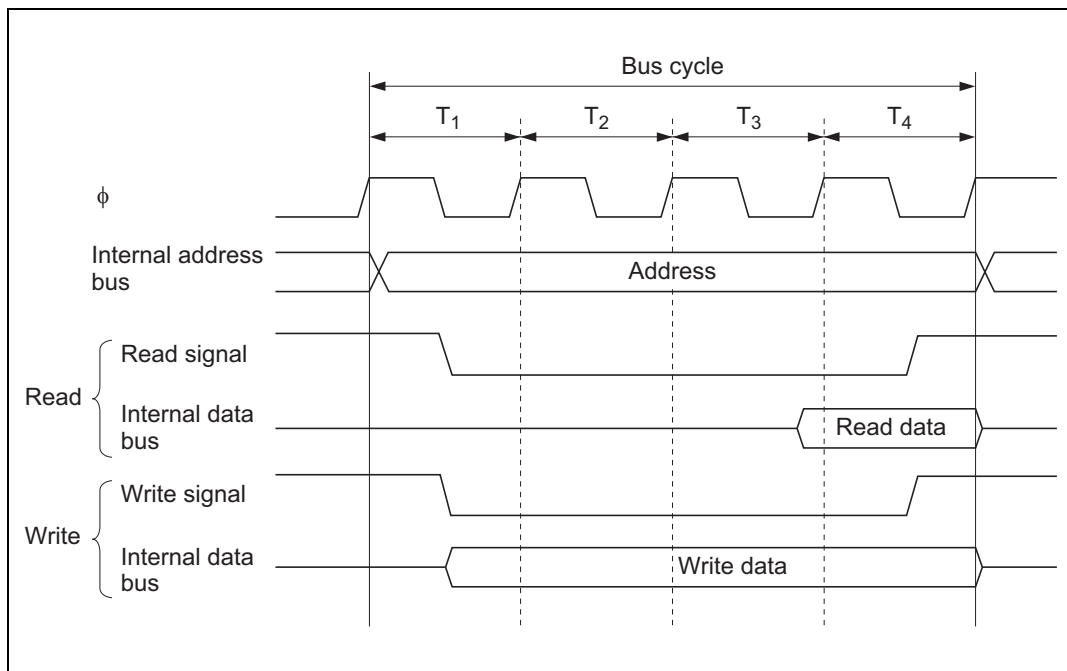 Bus cycle
T1 T2 T3 T4
ϕ
Internal address
bus
Address
Read signal
Read
Internal data
bus
Read data
Write signal
Write
Internal data
bus
Write data